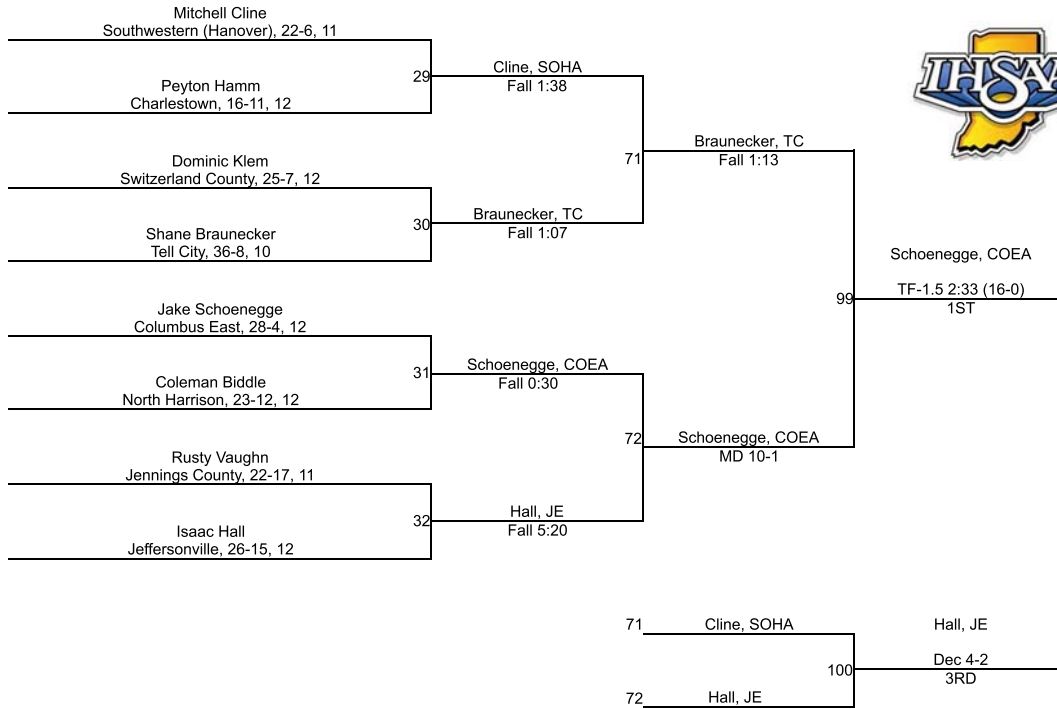 Mitchell Cline
Southwestern (Hanover), 22-6, 11
Peyton Hamm
Charlestown, 16-11, 12
29
Cline, SOHA
Fall 1:38
Dominic Klem
Switzerland County, 25-7, 12
Shane Braunecker
Tell City, 36-8, 10
30
Braunecker, TC
Fall 1:07
71
Braunecker, TC
Fall 1:13
Jake Schoenegge
Columbus East, 28-4, 12
Coleman Biddle
North Harrison, 23-12, 12
31
Schoenegge, COEA
Fall 0:30
Rusty Vaughn
Jennings County, 22-17, 11
Isaac Hall
Jeffersonville, 26-15, 12
32
Hall, JE
Fall 5:20
72
Schoenegge, COEA
MD 10-1
99
Schoenegge, COEA
TF-1.5 2:33 (16-0)
1ST
IHSAA
71
Cline, SOHA
72
Hall, JE
100
Hall, JE
Dec 4-2
3RD